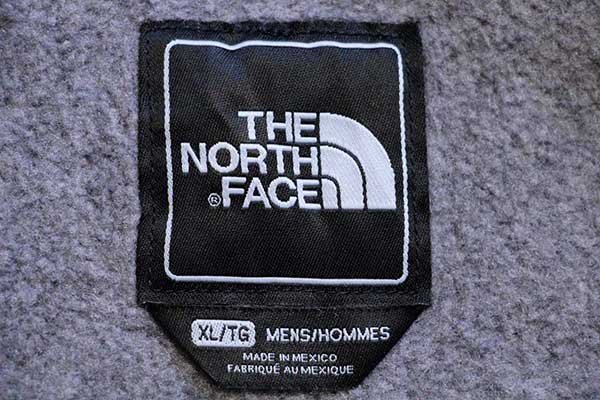 THE
NORTH
® FACE
XL/TG MENS/HOMMES
MADE IN MEXICO
FABRIQUÉ AU MEXIQUE